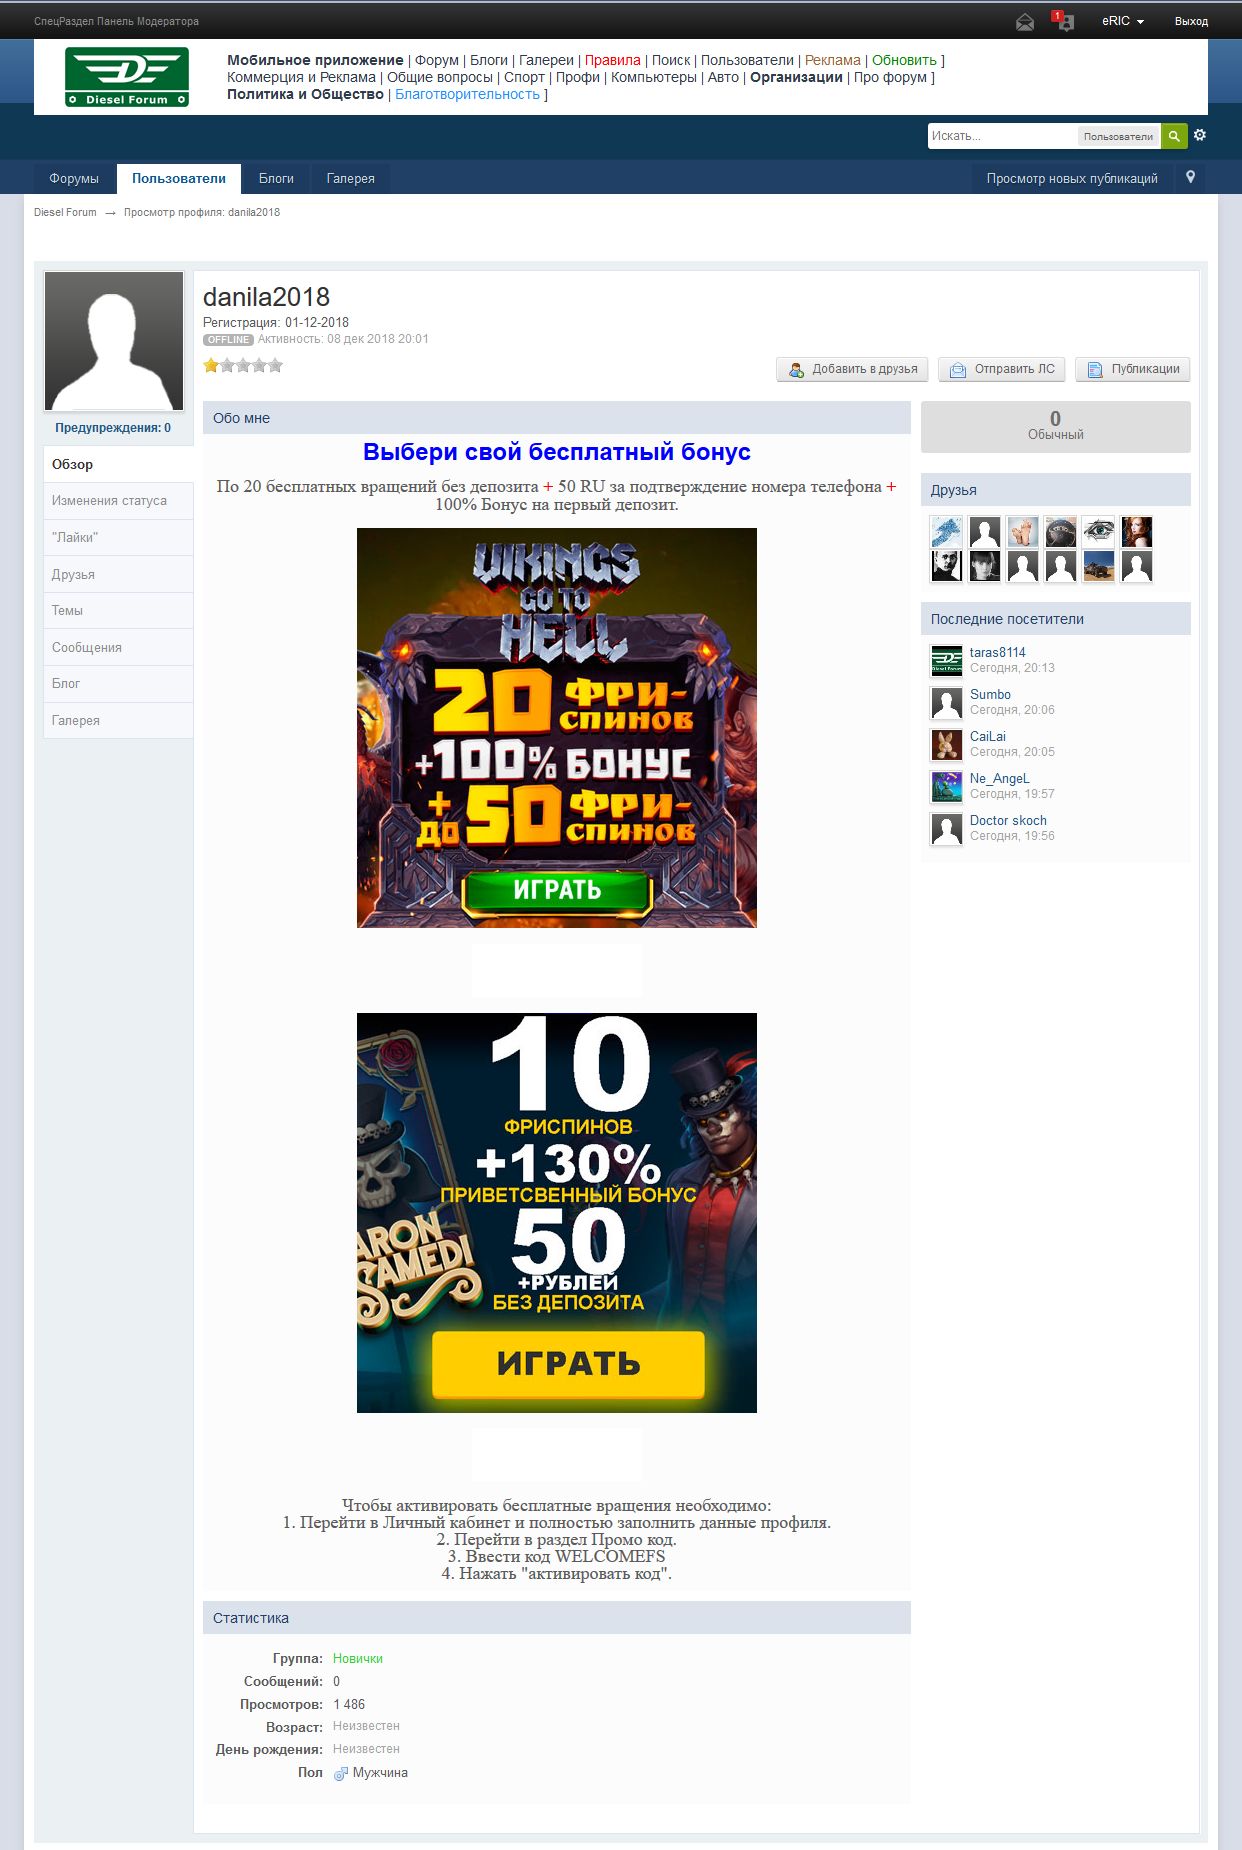 СпецРаздел Панель Модератора
1
eRIC
Выход
Diesel Forum
Мобильное приложение | Форум | Блоги | Галереи | Правила | Поиск | Пользователи | Реклама | Обновить ]
Коммерция и Реклама | Общие вопросы | Спорт | Профи | Компьютеры | Авто | Организации | Про форум ]
Политика и Общество | Благотворительность ]
Искать...
Пользователи
Форумы
Пользователи
Блоги
Галерея
Просмотр новых публикаций
Diesel Forum → Просмотр профиля: danila2018
danila2018
Регистрация: 01-12-2018
OFFLINE Активность: 08 дек 2018 20:01
Добавить в друзья
Отправить ЛС
Публикации
Предупреждения: 0
Обзор
Изменения статуса
"Лайки"
Друзья
Темы
Сообщения
Блог
Галерея
Обо мне
Выбери свой бесплатный бонус
По 20 бесплатных вращений без депозита + 50 RU за подтверждение номера телефона +
100% Бонус на первый депозит.
VIKINGS
GO TO
HELL
20 ФРИ-
СПИНОВ
+100% БОНУС
+
ДО 50 ФРИ-
СПИНОВ
ИГРАТЬ
10
ФРИСПИНОВ
+130%
ПРИВЕТСВЕННЫЙ БОНУС
50
+РУБЛЕЙ
БЕЗ ДЕПОЗИТА
ARON
SAMEDI
ИГРАТЬ
Чтобы активировать бесплатные вращения необходимо:
1. Перейти в Личный кабинет и полностью заполнить данные профиля.
2. Перейти в раздел Промо код.
3. Ввести код WELCOMEFS
4. Нажать "активировать код".
Статистика
Группа: Новички
Сообщений: 0
Просмотров: 1 486
Возраст: Неизвестен
День рождения: Неизвестен
Пол Мужчина
0
Обычный
Друзья
Последние посетители
taras8114
Сегодня, 20:13
Sumbo
Сегодня, 20:06
CaiLai
Сегодня, 20:05
Ne_AngeL
Сегодня, 19:57
Doctor skoch
Сегодня, 19:56